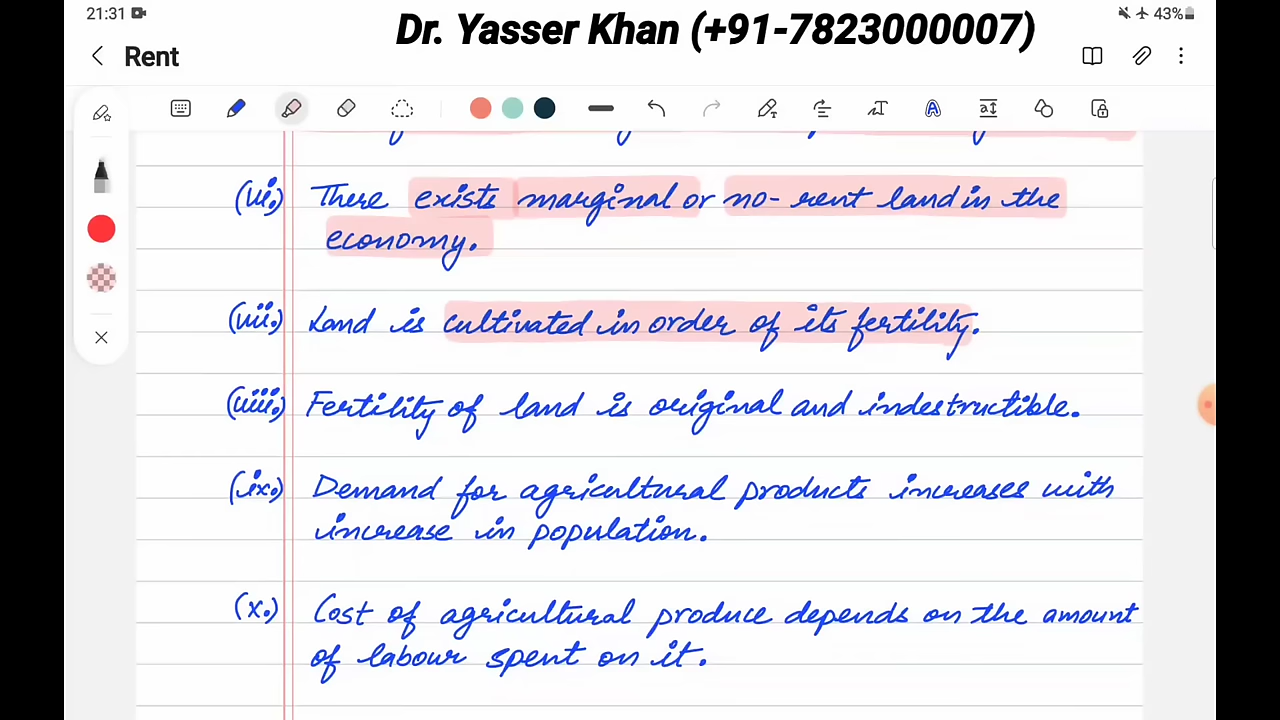 21:31
Dr. Yasser Khan (+91-7823000007)
43%
Rent
(vi.) There exists marginal or no-rent land in the
economy.
(vii.) Land is cultivated in order of its fertility.
(viii.) Fertility of land is original and indestructible.
(ix.) Demand for agricultural products increases with
increase in population.
(x.) Cost of agricultural produce depends on the amount
of labour spent on it.